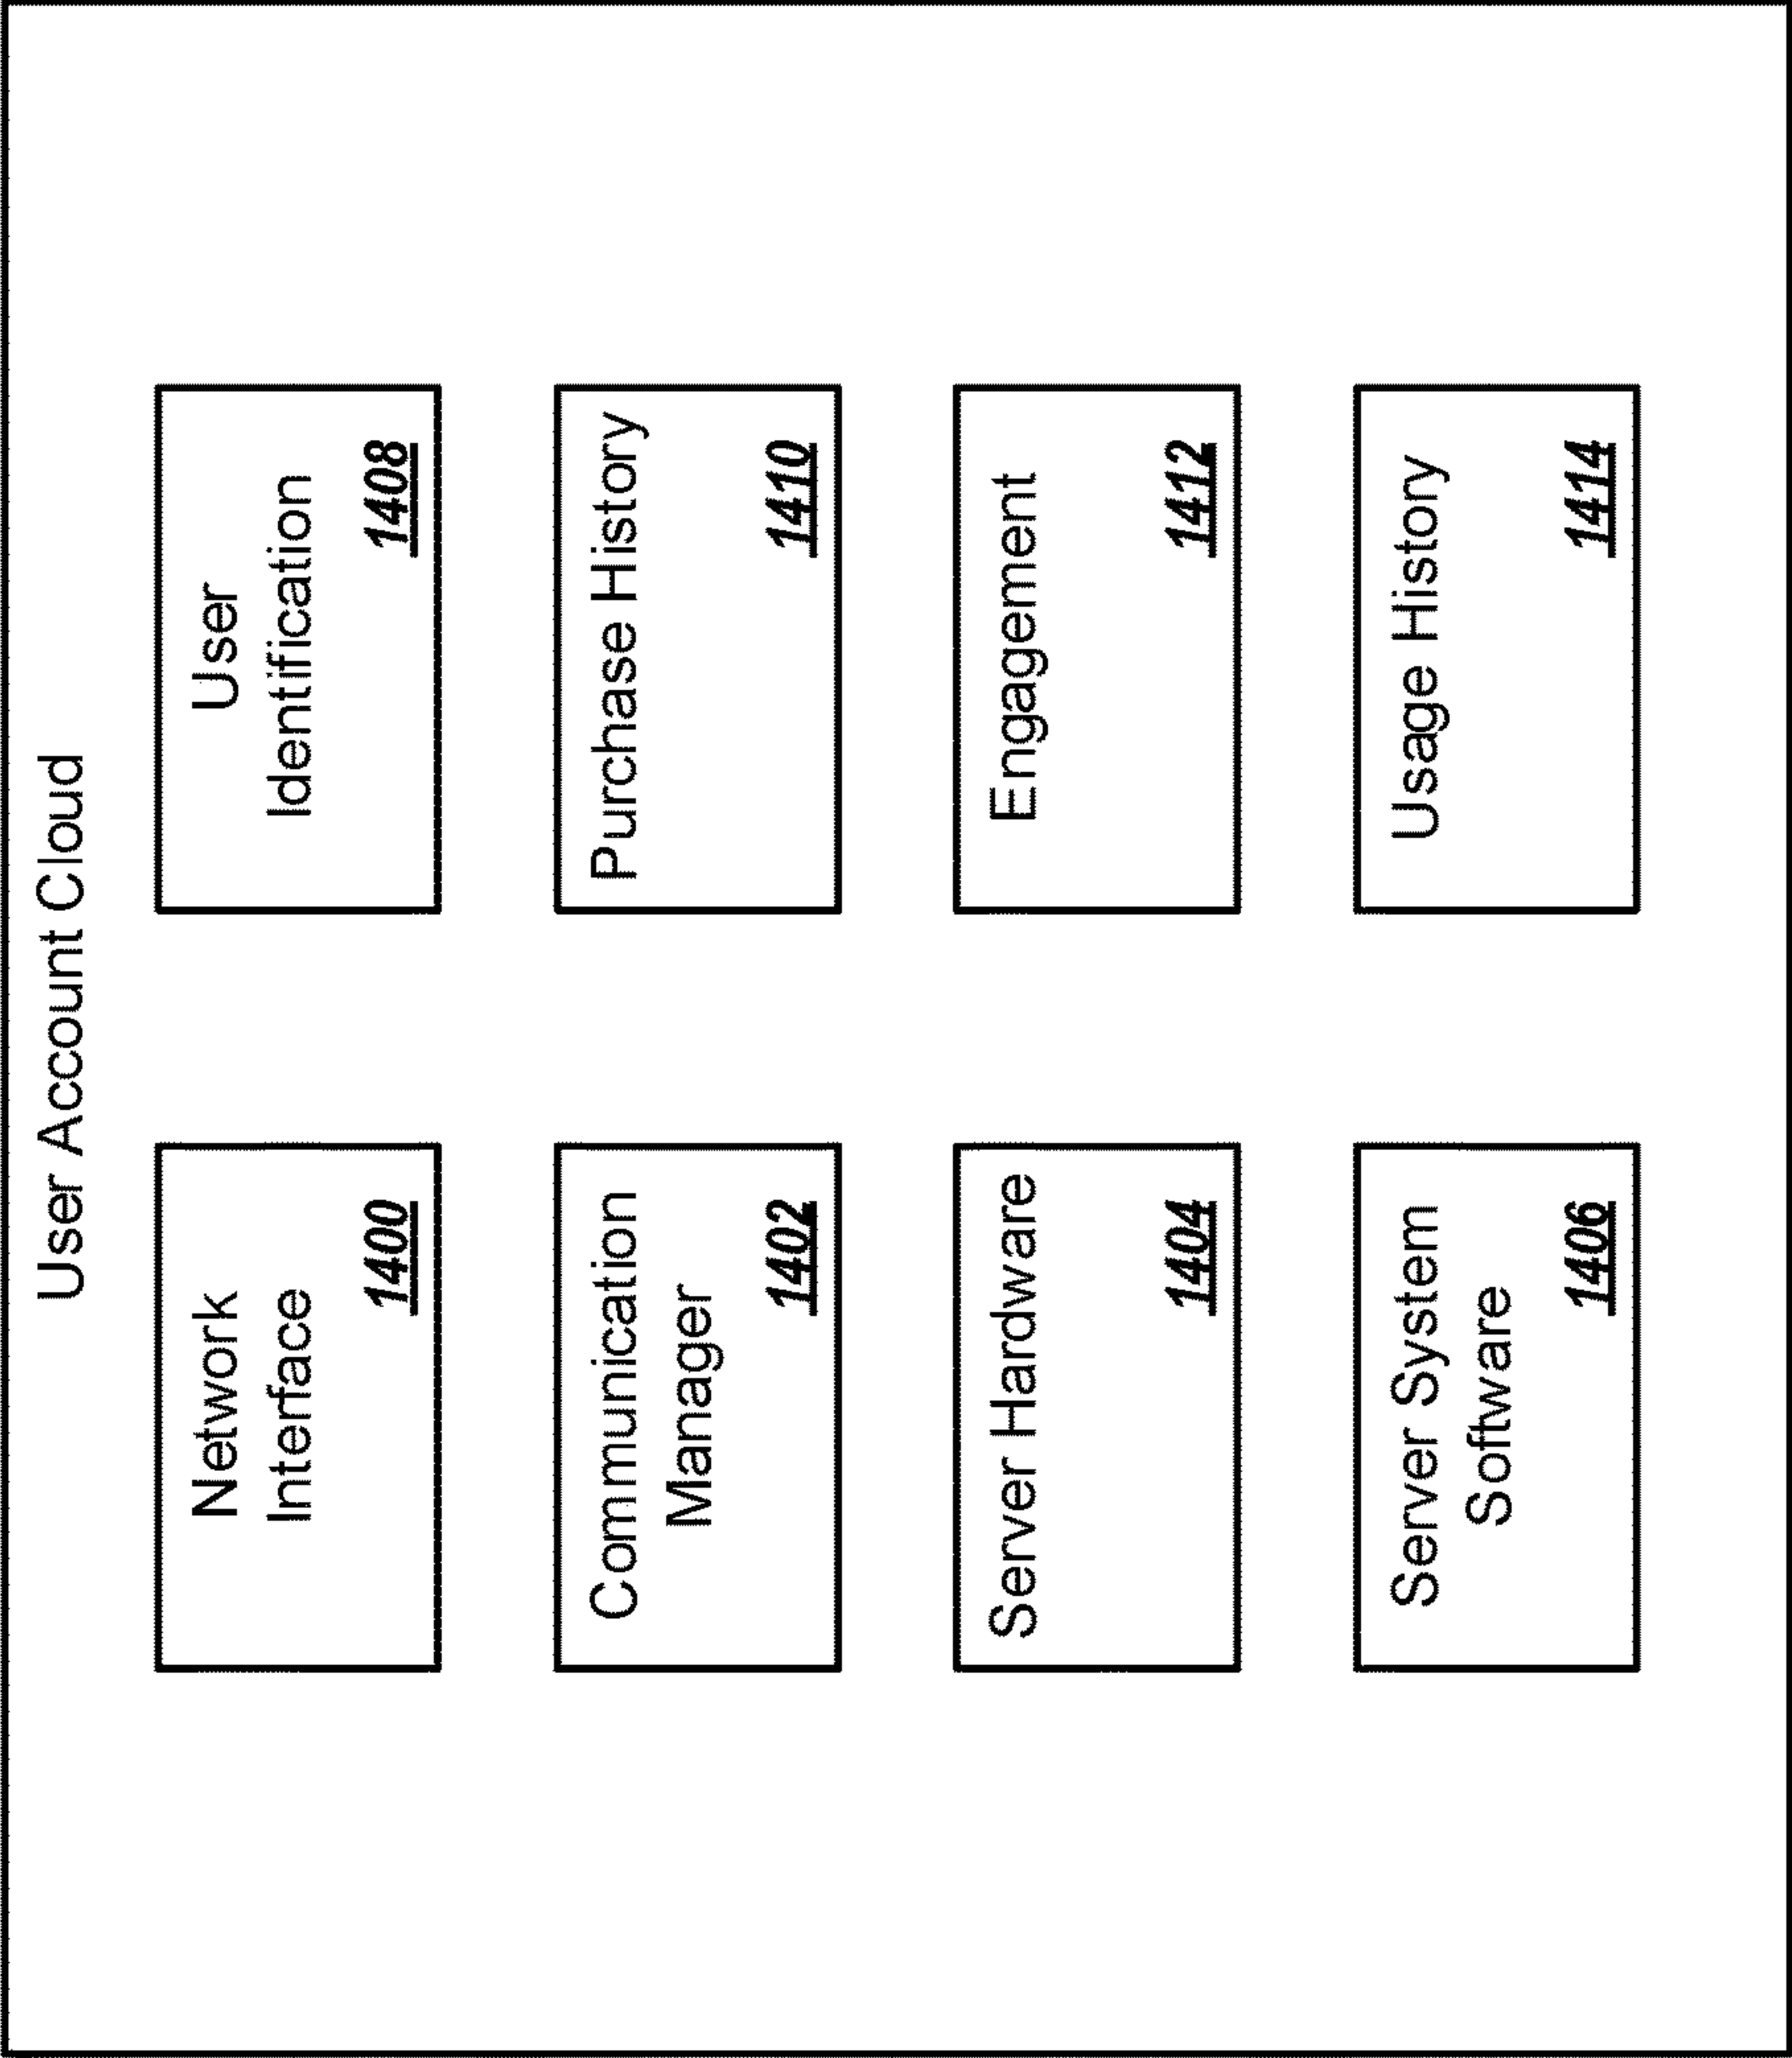 User Account Cloud
Network
Interface
1400
Communication
Manager
1402
Server Hardware
1404
Server System
Software
1406
User
Identification
1408
Purchase History
1410
Engagement
1412
Usage History
1414